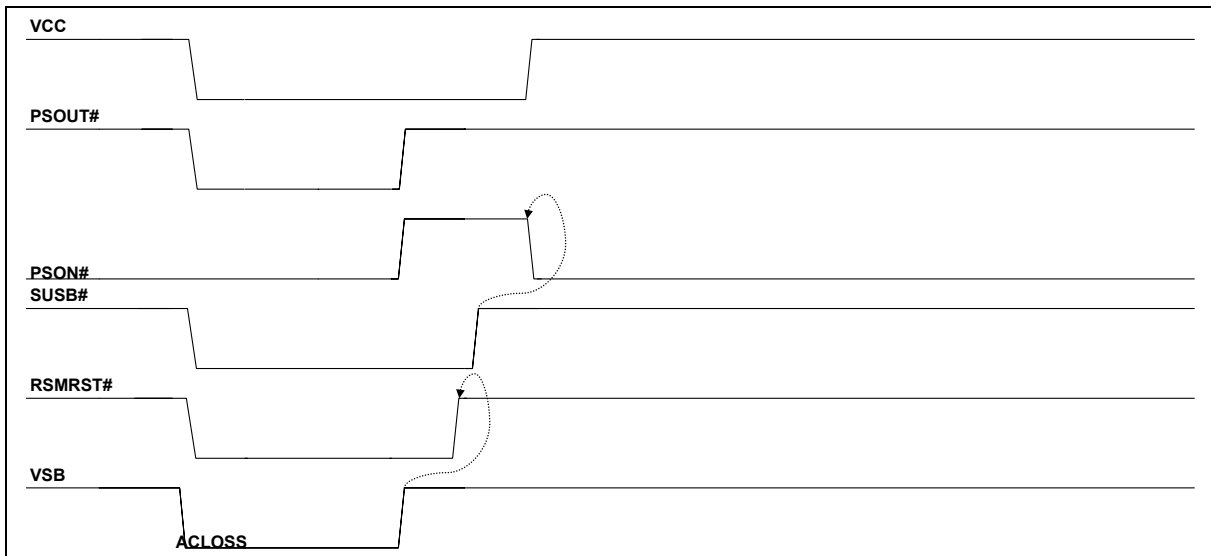 VCC
PSOUT#
PSON#
SUSB#
RSMRST#
VSB
ACLOSS